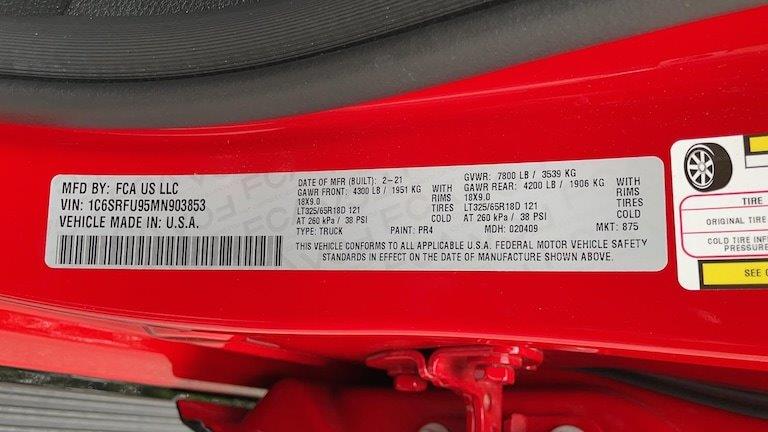 MFD BY: FCA US LLC
VIN: 1C6SRFU95MN903853
VEHICLE MADE IN: U.S.A.
DATE OF MFR (BUILT): 2-21
GAWR FRONT: 4300 LB / 1951 KG WITH
18X9.0 RIMS
LT325/65R18D 121 TIRES
AT 260 kPa / 38 PSI COLD
TYPE: TRUCK PAINT: PR4
GVWR: 7800 LB / 3539 KG
GAWR REAR: 4200 LB / 1906 KG WITH
18X9.0 RIMS
LT325/65R18D 121 TIRES
AT 260 kPa / 38 PSI COLD
MDH: 020409 MKT: 875
THIS VEHICLE CONFORMS TO ALL APPLICABLE U.S.A. FEDERAL MOTOR VEHICLE SAFETY
STANDARDS IN EFFECT ON THE DATE OF MANUFACTURE SHOWN ABOVE.
TIRE
ORIGINAL TIRE
COLD TIRE INF
PRESSURE
SEE